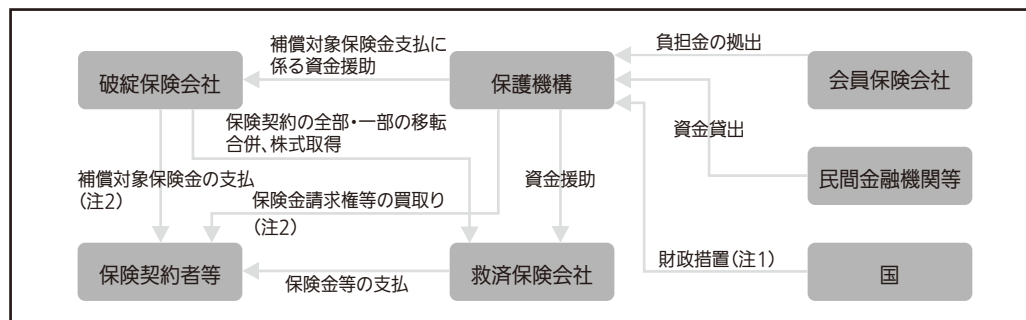 補償対象保険金支払に
係る資金援助
負担金の拠出
破綻保険会社
保護機構
会員保険会社
保険契約の全部・一部の移転
合併、株式取得
資金貸出
補償対象保険金の支払
(注2)
資金援助
民間金融機関等
保険金請求権等の買取り
(注2)
財政措置(注1)
保険契約者等
保険金等の支払
救済保険会社
国